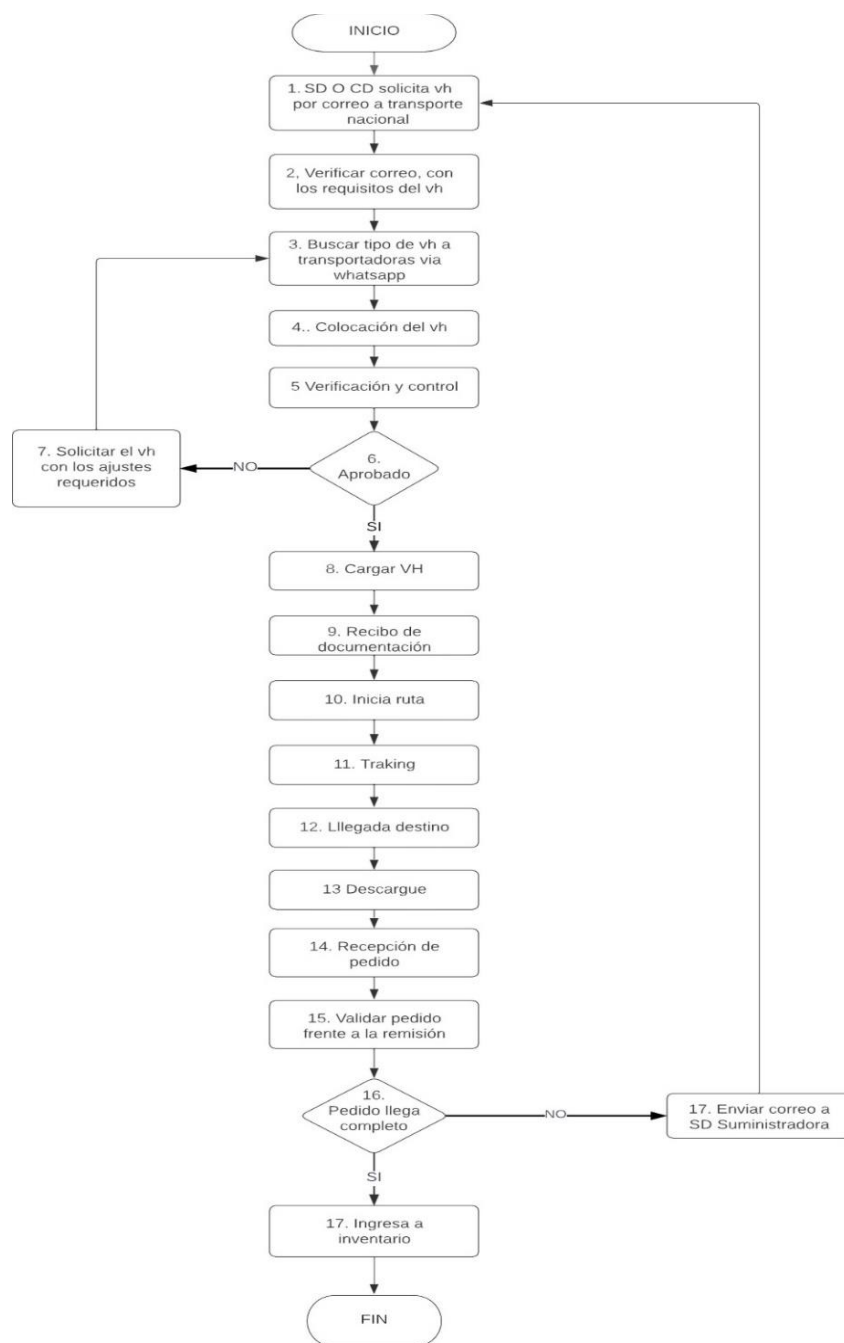 INICIO
1. SD O CD solicita vh
por correo a transporte
nacional
2, Verificar correo, con
los requisitos del vh
3. Buscar tipo de vh a
transportadoras via
whatsapp
4.. Colocación del vh
5 Verificación y control
6.
Aprobado
NO
7. Solicitar el vh
con los ajustes
requeridos
SI
8. Cargar VH
9. Recibo de
documentación
10. Inicia ruta
11. Traking
12. Lllegada destino
13 Descargue
14. Recepción de
pedido
15. Validar pedido
frente a la remisión
16.
Pedido llega
completo
NO
17. Enviar correo a
SD Suministradora
SI
17. Ingresa a
inventario
FIN